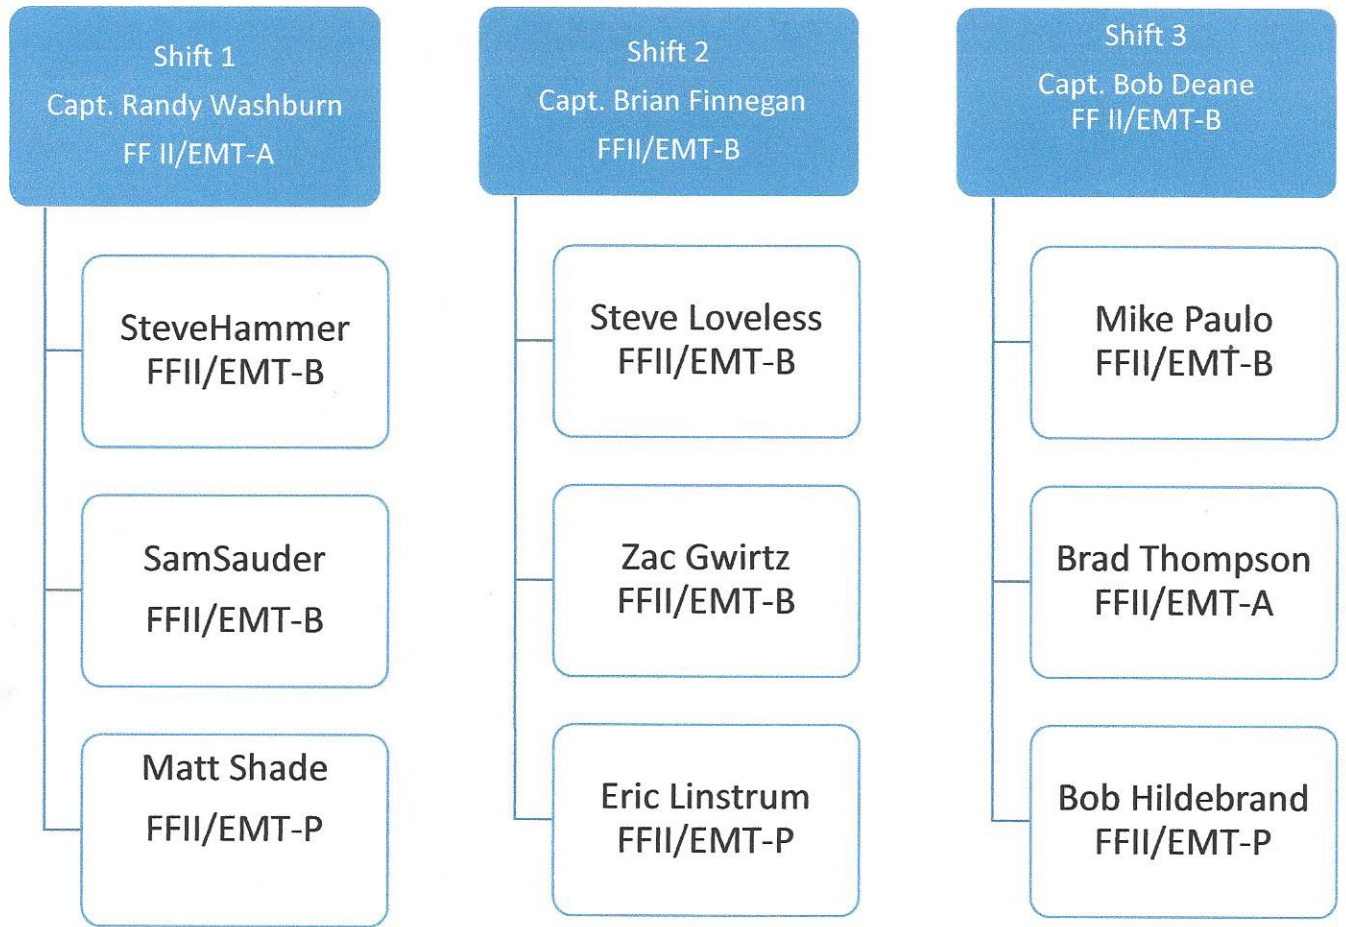 Shift 1
Capt. Randy Washburn
FF II/EMT-A
SteveHammer
FFII/EMT-B
SamSauder
FFII/EMT-B
Matt Shade
FFII/EMT-P
Shift 2
Capt. Brian Finnegan
FFII/EMT-B
Steve Loveless
FFII/EMT-B
Zac Gwirtz
FFII/EMT-B
Eric Linstrum
FFII/EMT-P
Shift 3
Capt. Bob Deane
FF II/EMT-B
Mike Paulo
FFII/EMT-B
Brad Thompson
FFII/EMT-A
Bob Hildebrand
FFII/EMT-P